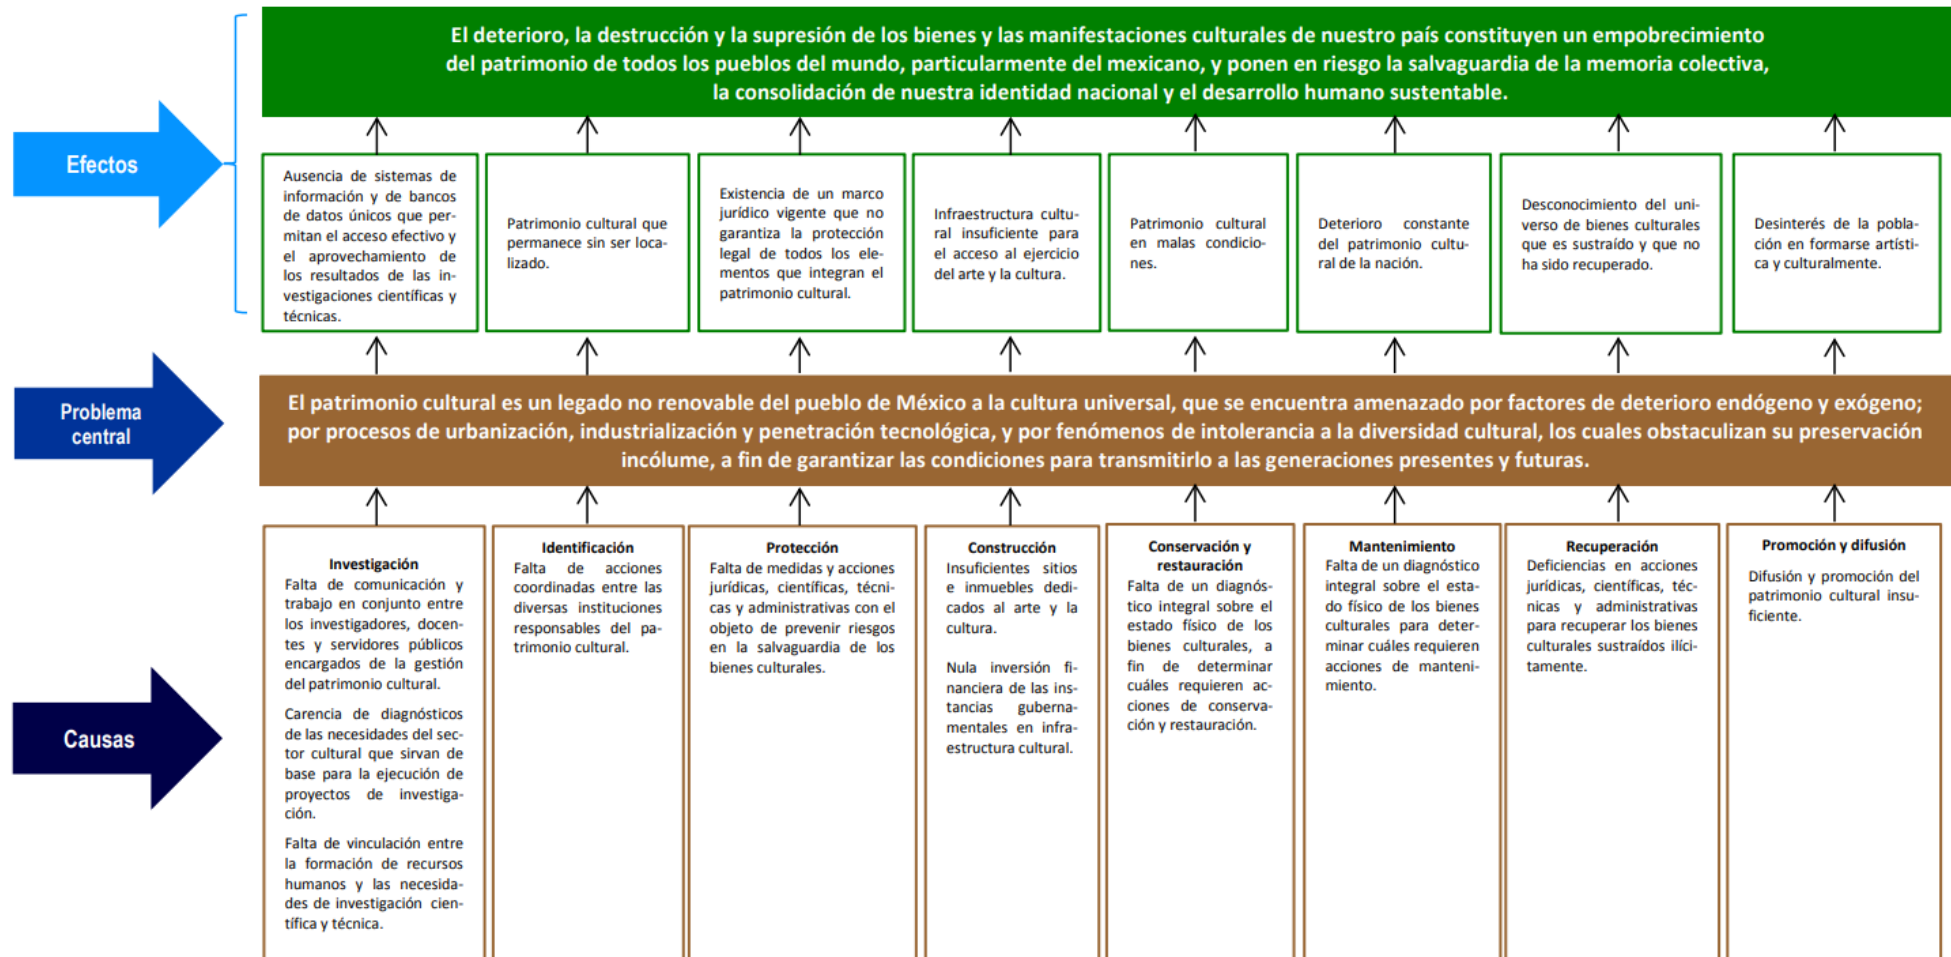 El deterioro, la destrucción y la supresión de los bienes y las manifestaciones culturales de nuestro país constituyen un empobrecimiento
del patrimonio de todos los pueblos del mundo, particularmente del mexicano, y ponen en riesgo la salvaguardia de la memoria colectiva,
la consolidación de nuestra identidad nacional y el desarrollo humano sustentable.
Efectos
Ausencia de sistemas de
información y de bancos
de datos únicos que per-
mitan el acceso efectivo y
el aprovechamiento de
los resultados de las in-
vestigaciones científicas y
técnicas.
Patrimonio cultural que
permanece sin ser loca-
lizado.
Existencia de un marco
jurídico vigente que no
garantiza la protección
legal de todos los ele-
mentos que integran el
patrimonio cultural.
Infraestructura cultu-
ral insuficiente para
el acceso al ejercicio
del arte y la cultura.
Patrimonio cultural
en malas condicio-
nes.
Deterioro constante
del patrimonio cultu-
ral de la nación.
Desconocimiento del uni-
verso de bienes culturales
que es sustraído y que no
ha sido recuperado.
Desinterés de la pobla-
ción en formarse artísti-
ca y culturalmente.
Problema
central
El patrimonio cultural es un legado no renovable del pueblo de México a la cultura universal, que se encuentra amenazado por factores de deterioro endógeno y exógeno;
por procesos de urbanización, industrialización y penetración tecnológica, y por fenómenos de intolerancia a la diversidad cultural, los cuales obstaculizan su preservación
incólume, a fin de garantizar las condiciones para transmitirlo a las generaciones presentes y futuras.
Causas
Investigación
Falta de comunicación y
trabajo en conjunto entre
los investigadores, docen-
tes y servidores públicos
encargados de la gestión
del patrimonio cultural.
Carencia de diagnósticos
de las necesidades del sec-
tor cultural que sirvan de
base para la ejecución de
proyectos de investiga-
ción.
Falta de vinculación entre
la formación de recursos
humanos y las necesida-
des de investigación cien-
tífica y técnica.
Identificación
Falta de acciones
coordinadas entre las
diversas instituciones
responsables del pa-
trimonio cultural.
Protección
Falta de medidas y acciones
jurídicas, científicas, técni-
cas y administrativas con el
objeto de prevenir riesgos
en la salvaguardia de los
bienes culturales.
Construcción
Insuficientes sitios
e inmuebles dedi-
cados al arte y la
cultura.
Nula inversión fi-
nanciera de las ins-
tancias guberna-
mentales en infra-
estructura cultural.
Conservación y
restauración
Falta de un diagnós-
tico integral sobre el
estado físico de los
bienes culturales, a
fin de determinar
cuáles requieren ac-
ciones de conserva-
ción y restauración.
Mantenimiento
Falta de un diagnóstico
integral sobre el esta-
do físico de los bienes
culturales para deter-
minar cuáles requieren
acciones de manteni-
miento.
Recuperación
Deficiencias en acciones
jurídicas, científicas, téc-
nicas y administrativas
para recuperar los bienes
culturales sustraídos ilíci-
tamente.
Promoción y difusión
Difusión y promoción del
patrimonio cultural insu-
ficiente.